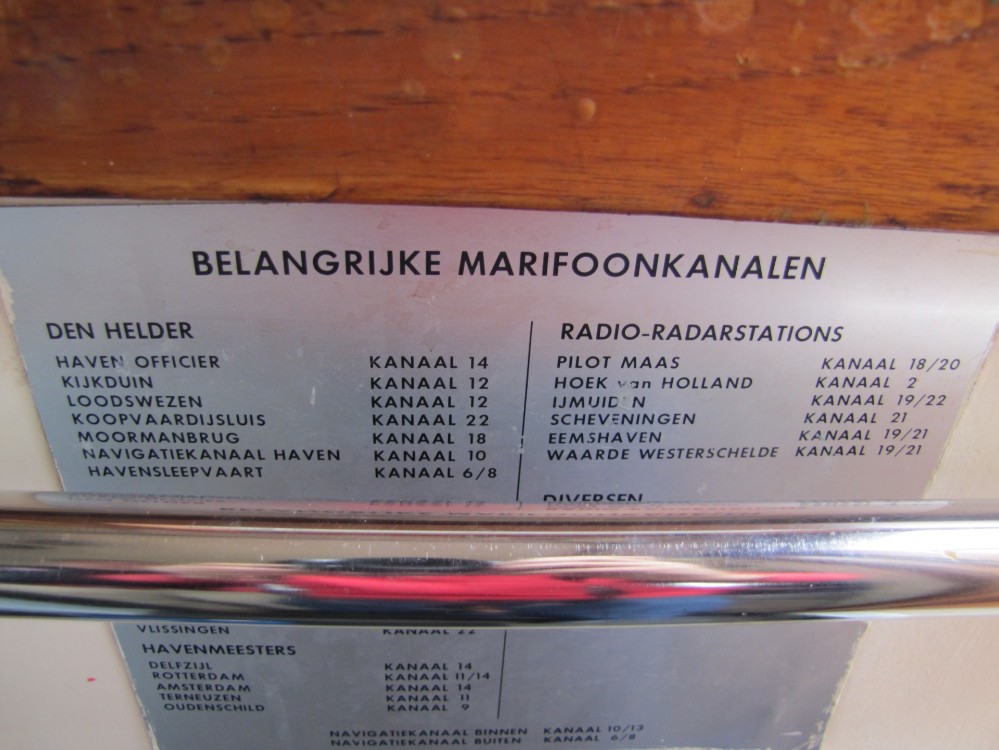 BELANGRIJKE MARIFOONKANALEN
DEN HELDER
HAVEN OFFICIER KANAAL 14
KIJKDUIN KANAAL 12
LOODSWEZEN KANAAL 12
KOOPVAARDIJSLUIS KANAAL 22
MOORMANBRUG KANAAL 18
NAVIGATIEKANAAL HAVEN KANAAL 10
HAVENSLEEPVAART KANAAL 6/8
RADIO-RADARSTATIONS
PILOT MAAS KANAAL 18/20
HOEK van HOLLAND KANAAL 2
IJMUIDEN KANAAL 19/22
SCHEVENINGEN KANAAL 21
EEMSHAVEN KANAAL 19/21
WAARDE WESTERSCHELDE KANAAL 19/21
DIVERSEN
VLISSINGEN KANAAL 22
HAVENMEESTERS
DELFZIJL KANAAL 14
ROTTERDAM KANAAL 11/14
AMSTERDAM KANAAL 14
TERNEUZEN KANAAL 11
OUDENSCHILD KANAAL 9
NAVIGATIEKANAAL BINNEN KANAAL 10/13
NAVIGATIEKANAAL BUITEN KANAAL 6/8